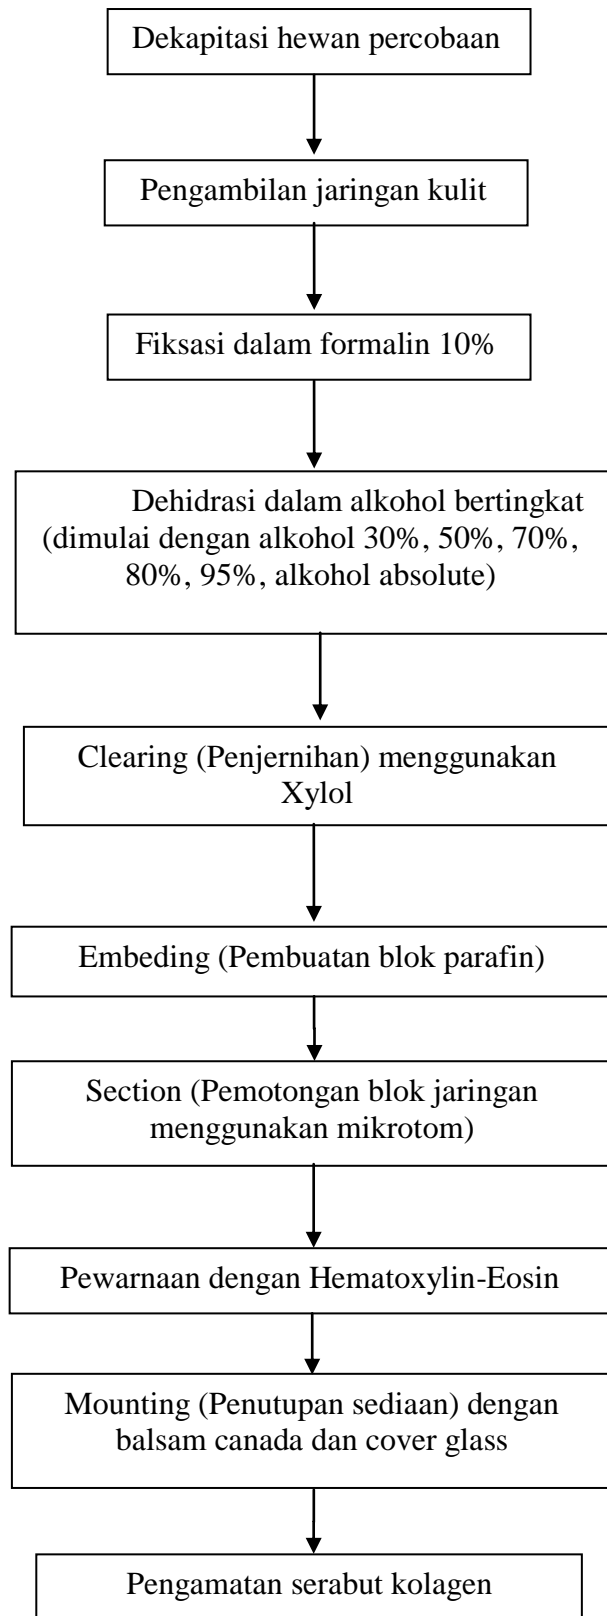 Dekapitasi hewan percobaan
Pengambilan jaringan kulit
Fiksasi dalam formalin 10%
Dehidrasi dalam alkohol bertingkat
(dimulai dengan alkohol 30%, 50%, 70%,
80%, 95%, alkohol absolute)
Clearing (Penjernihan) menggunakan
Xylol
Embeding (Pembuatan blok parafin)
Section (Pemotongan blok jaringan
menggunakan mikrotom)
Pewarnaan dengan Hematoxylin-Eosin
Mounting (Penutupan sediaan) dengan
balsam canada dan cover glass
Pengamatan serabut kolagen